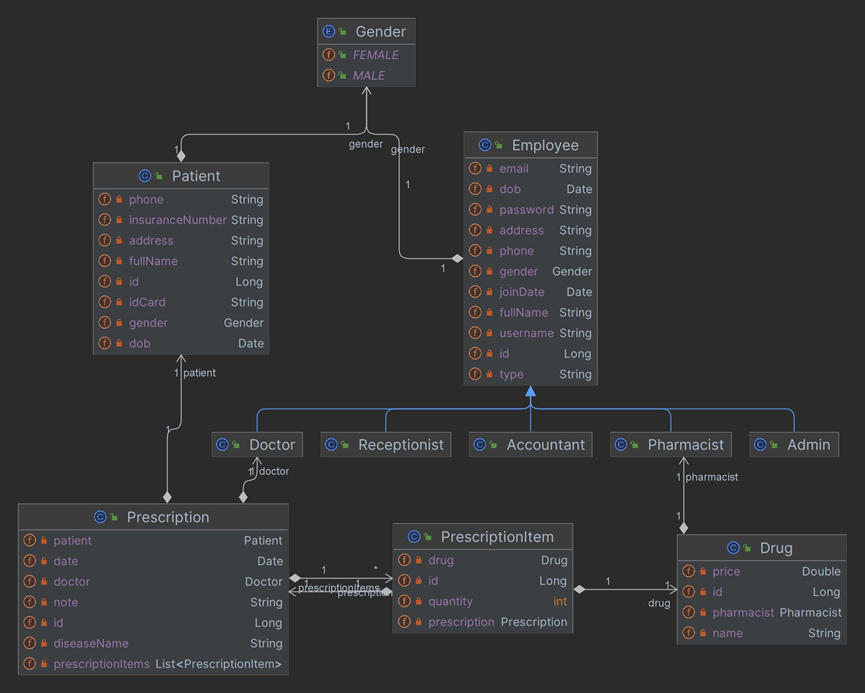 Gender
FEMALE
MALE
1
gender
1
gender
1
1
Employee
email String
dob Date
password String
address String
phone String
gender Gender
joinDate Date
fullName String
username String
id Long
type String
Patient
phone String
insuranceNumber String
address String
fullName String
id Long
idCard String
gender Gender
dob Date
1 patient
1
Doctor
Receptionist
Accountant
Pharmacist
Admin
1 doctor
1
1 pharmacist
1
Prescription
patient Patient
date Date
doctor Doctor
note String
id Long
diseaseName String
prescriptionItems List<PrescriptionItem>
1 *
1 1
prescriptionItems
prescription
PrescriptionItem
drug Drug
id Long
quantity int
prescription Prescription
1 1
drug
Drug
price Double
id Long
pharmacist Pharmacist
name String